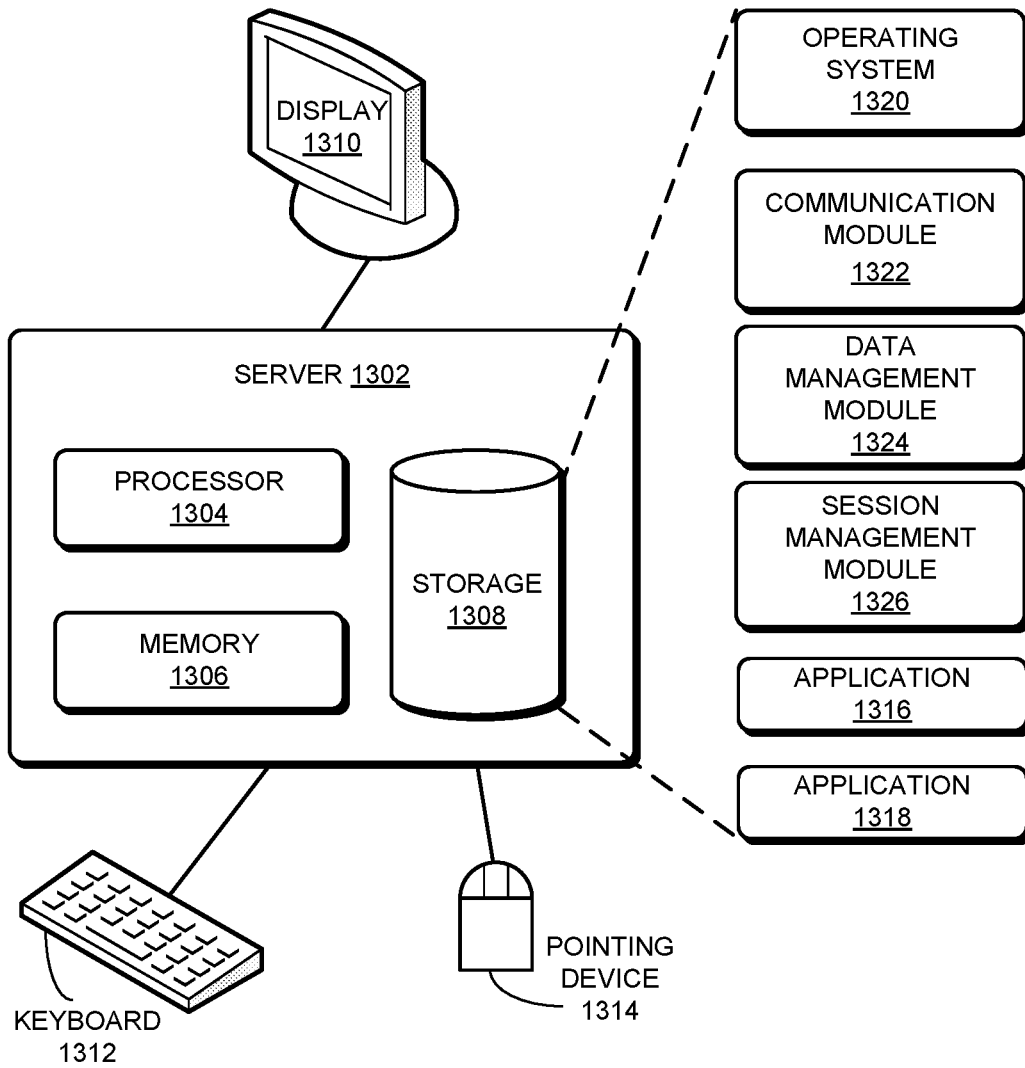 DISPLAY
1310
SERVER 1302
PROCESSOR
1304
MEMORY
1306
STORAGE
1308
KEYBOARD
1312
POINTING
DEVICE
1314
OPERATING
SYSTEM
1320
COMMUNICATION
MODULE
1322
DATA
MANAGEMENT
MODULE
1324
SESSION
MANAGEMENT
MODULE
1326
APPLICATION
1316
APPLICATION
1318